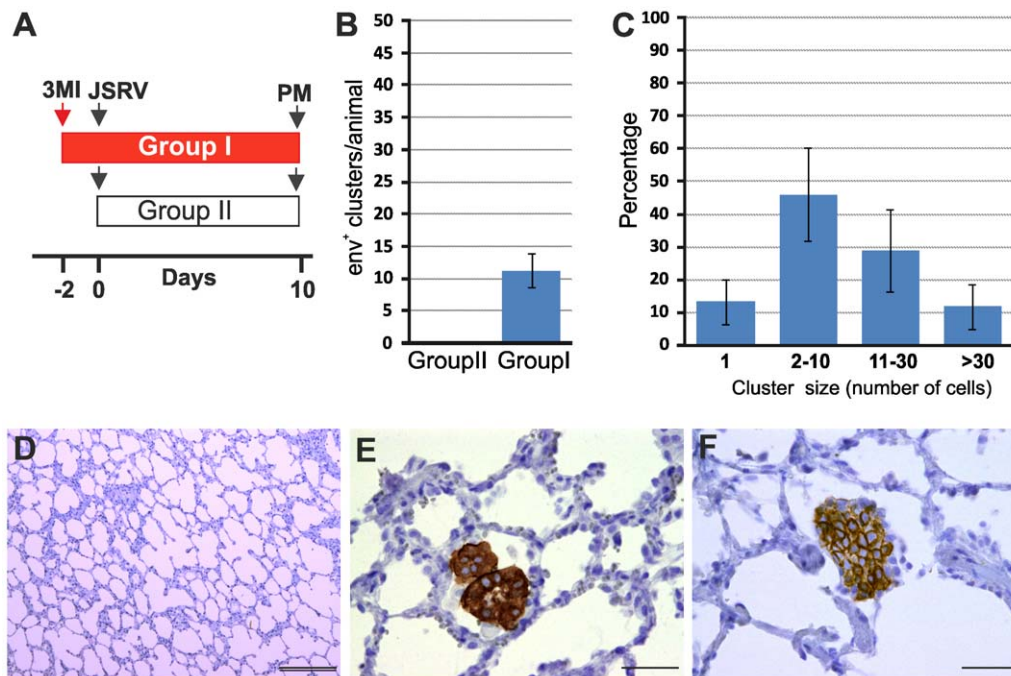 A
3MI JSRV PM
Group I
Group II
Days
-2 0 10
B
env+ clusters/animal
50
45
40
35
30
25
20
15
10
5
0
GroupII GroupI
C
Percentage
100
90
80
70
60
50
40
30
20
10
0
1 2-10 11-30 >30
Cluster size (number of cells)
D
E
F